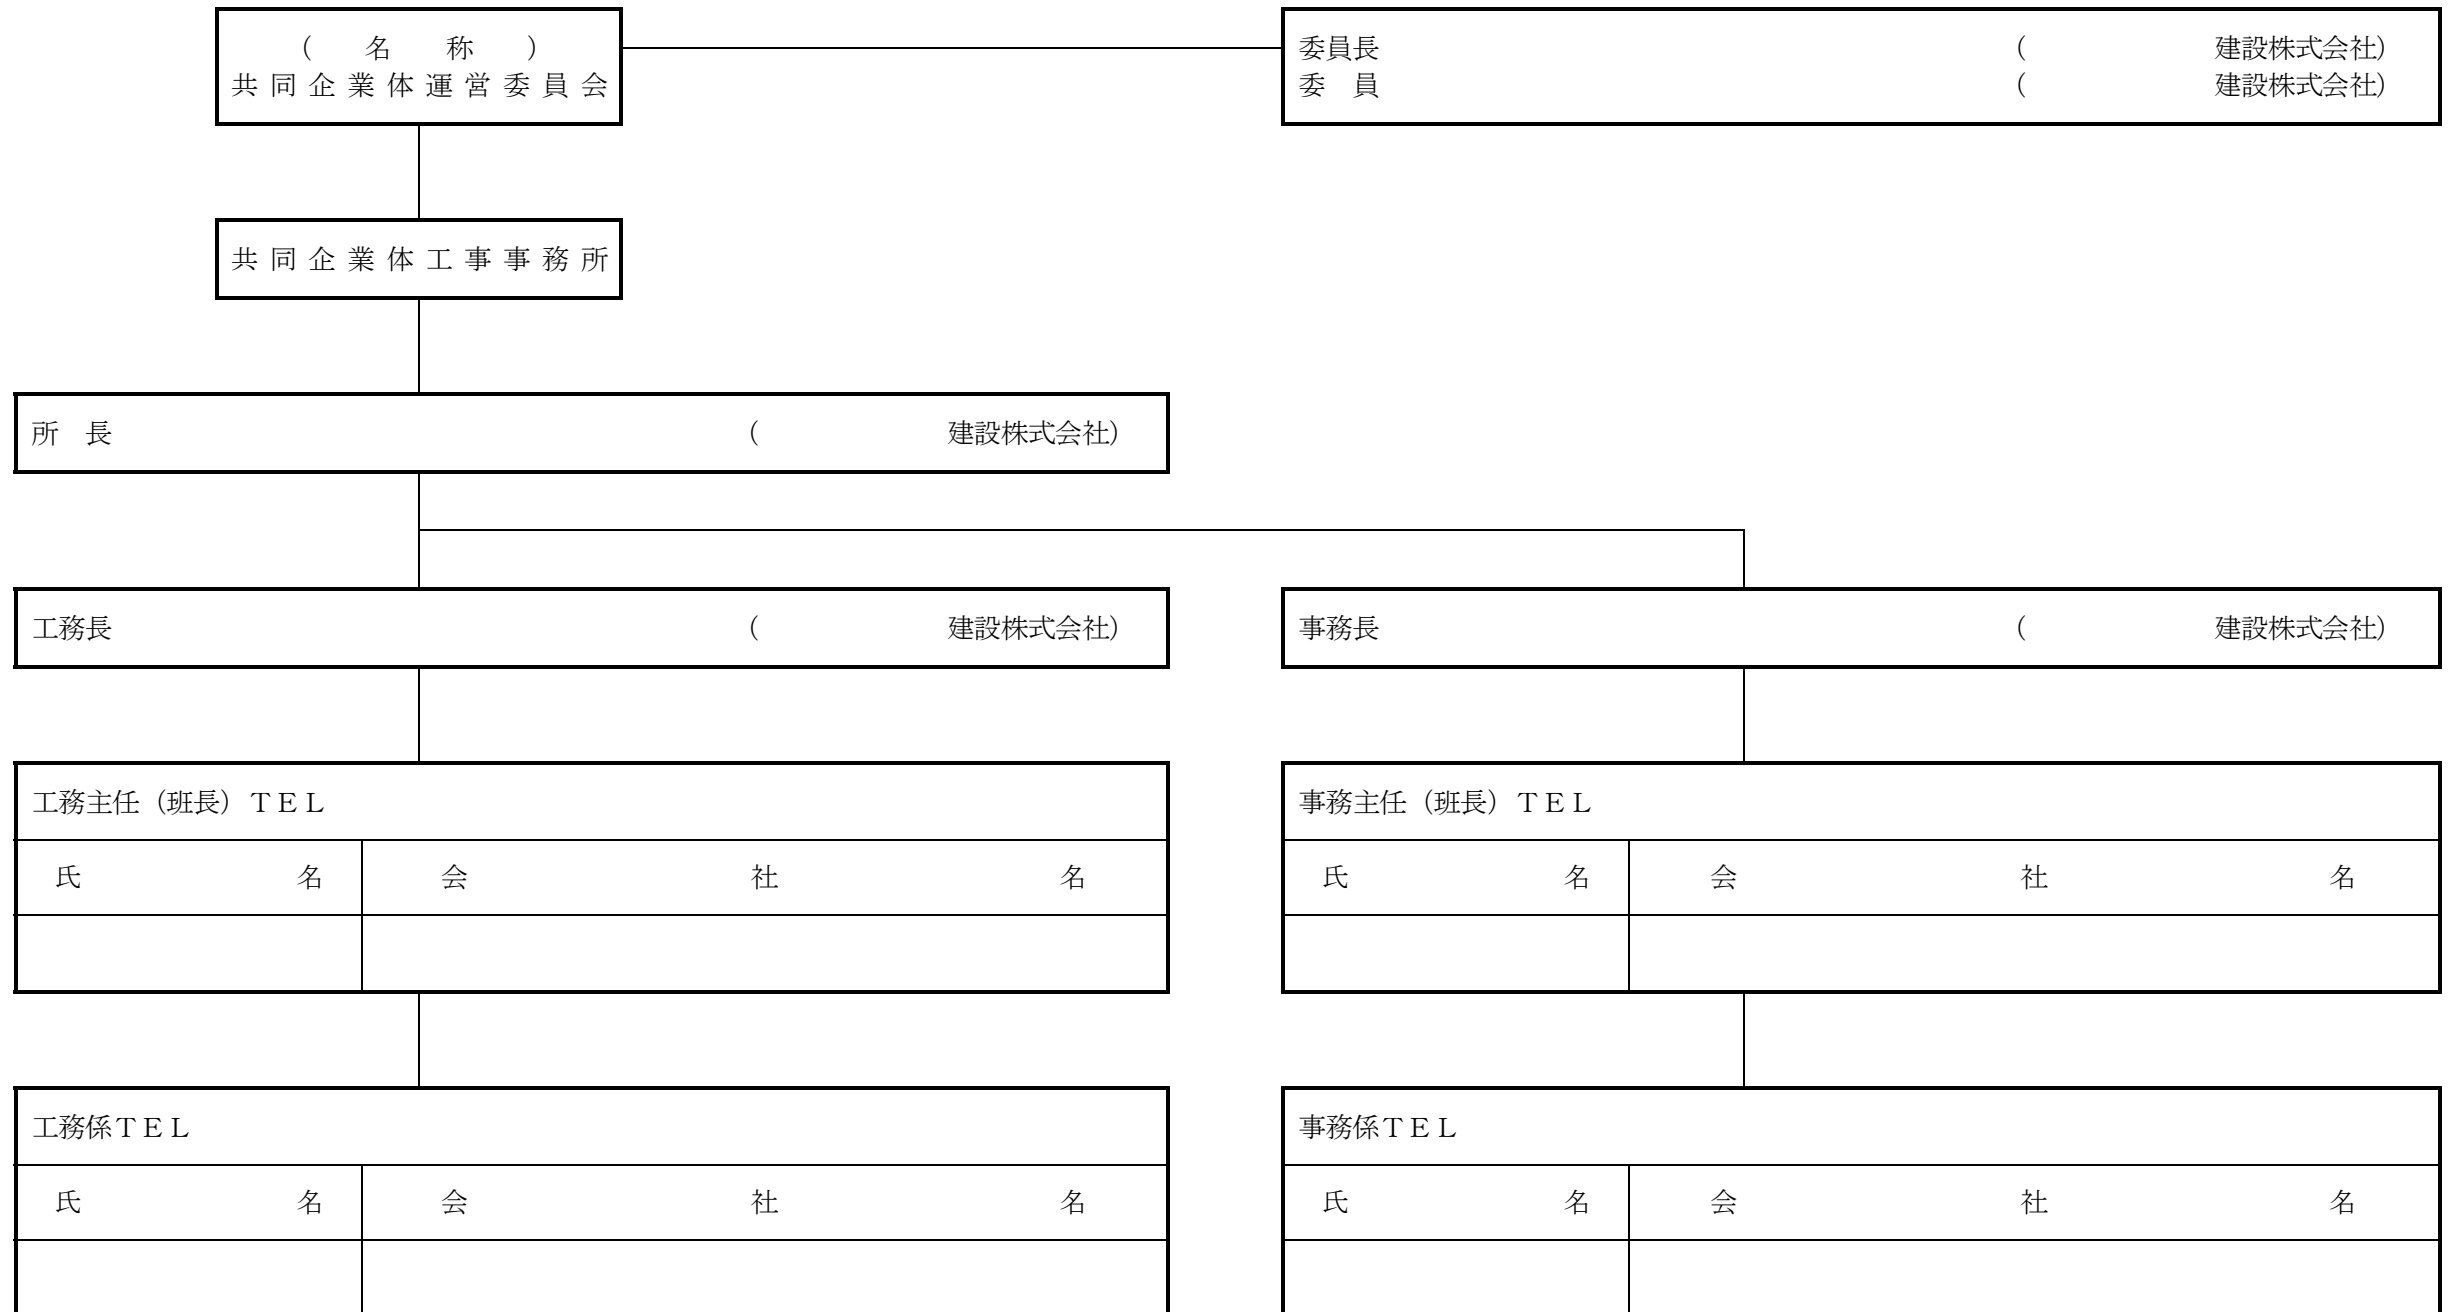 （　名　称　）
共同企業体運営委員会
委員長　（　建設株式会社）
委　員　（　建設株式会社）
共同企業体工事事務所
所　長　（　建設株式会社）
工務長　（　建設株式会社）
事務長　（　建設株式会社）
工務主任（班長）ＴＥＬ
氏　名　会　社　名
事務主任（班長）ＴＥＬ
氏　名　会　社　名
工務係ＴＥＬ
氏　名　会　社　名
事務係ＴＥＬ
氏　名　会　社　名